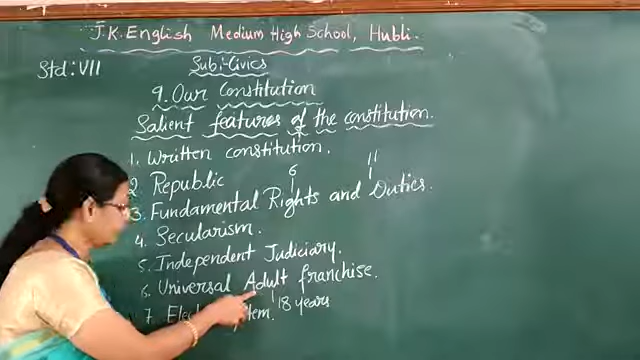 J.K. English Medium High School, Hubli.
Std: VII
Sub:- Civics
9. Our Constitution
Salient features of the constitution.
1. Written constitution.
2. Republic
6
11
3. Fundamental Rights and Duties.
4. Secularism.
5. Independent Judiciary.
6. Universal Adult franchise.
18 years
7.